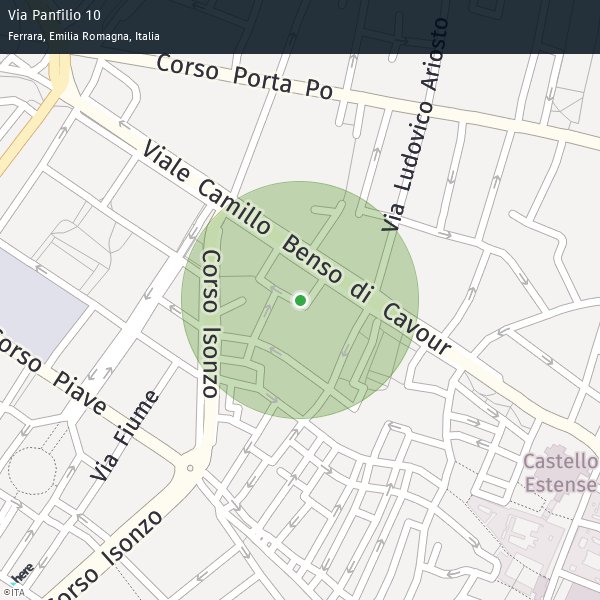 Via Panfilio 10
Ferrara, Emilia Romagna, Italia
Corso Porta Po
Via Ludovico Ariosto
Viale Camillo Benso di Cavour
Corso Isonzo
Corso Piave
Via Fiume
Castello
Estense
Corso Isonzo
here
©ITA